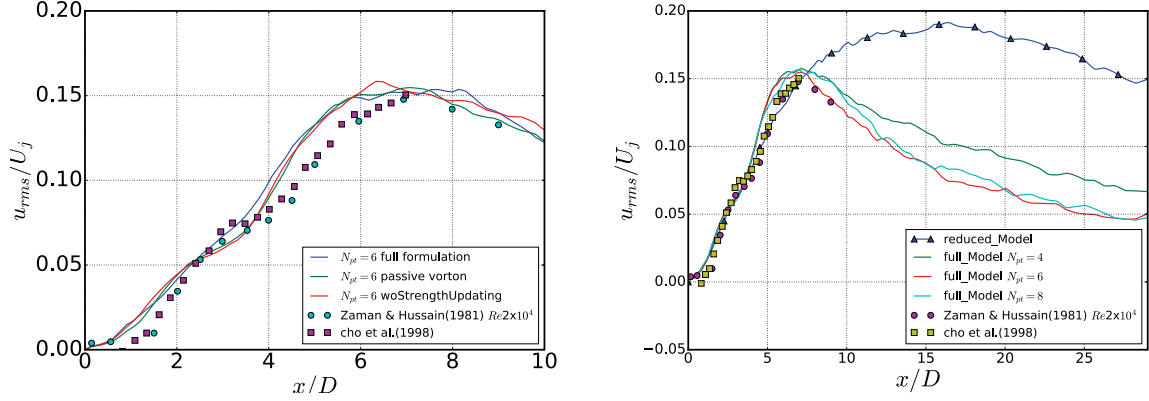 0.20
0.15
0.10
0.05
0.00
u_rms/U_j
0 2 4 6 8 10
x/D
N_pt = 6 full formulation
N_pt = 6 passive vorton
N_pt = 6 woStrengthUpdating
Zaman & Hussain(1981) Re2x10^4
cho et al.(1998)
0.20
0.15
0.10
0.05
0.00
−0.05
u_rms/U_j
0 5 10 15 20 25
x/D
reduced_Model
full_Model N_pt = 4
full_Model N_pt = 6
full_Model N_pt = 8
Zaman & Hussain(1981) Re2x10^4
cho et al.(1998)